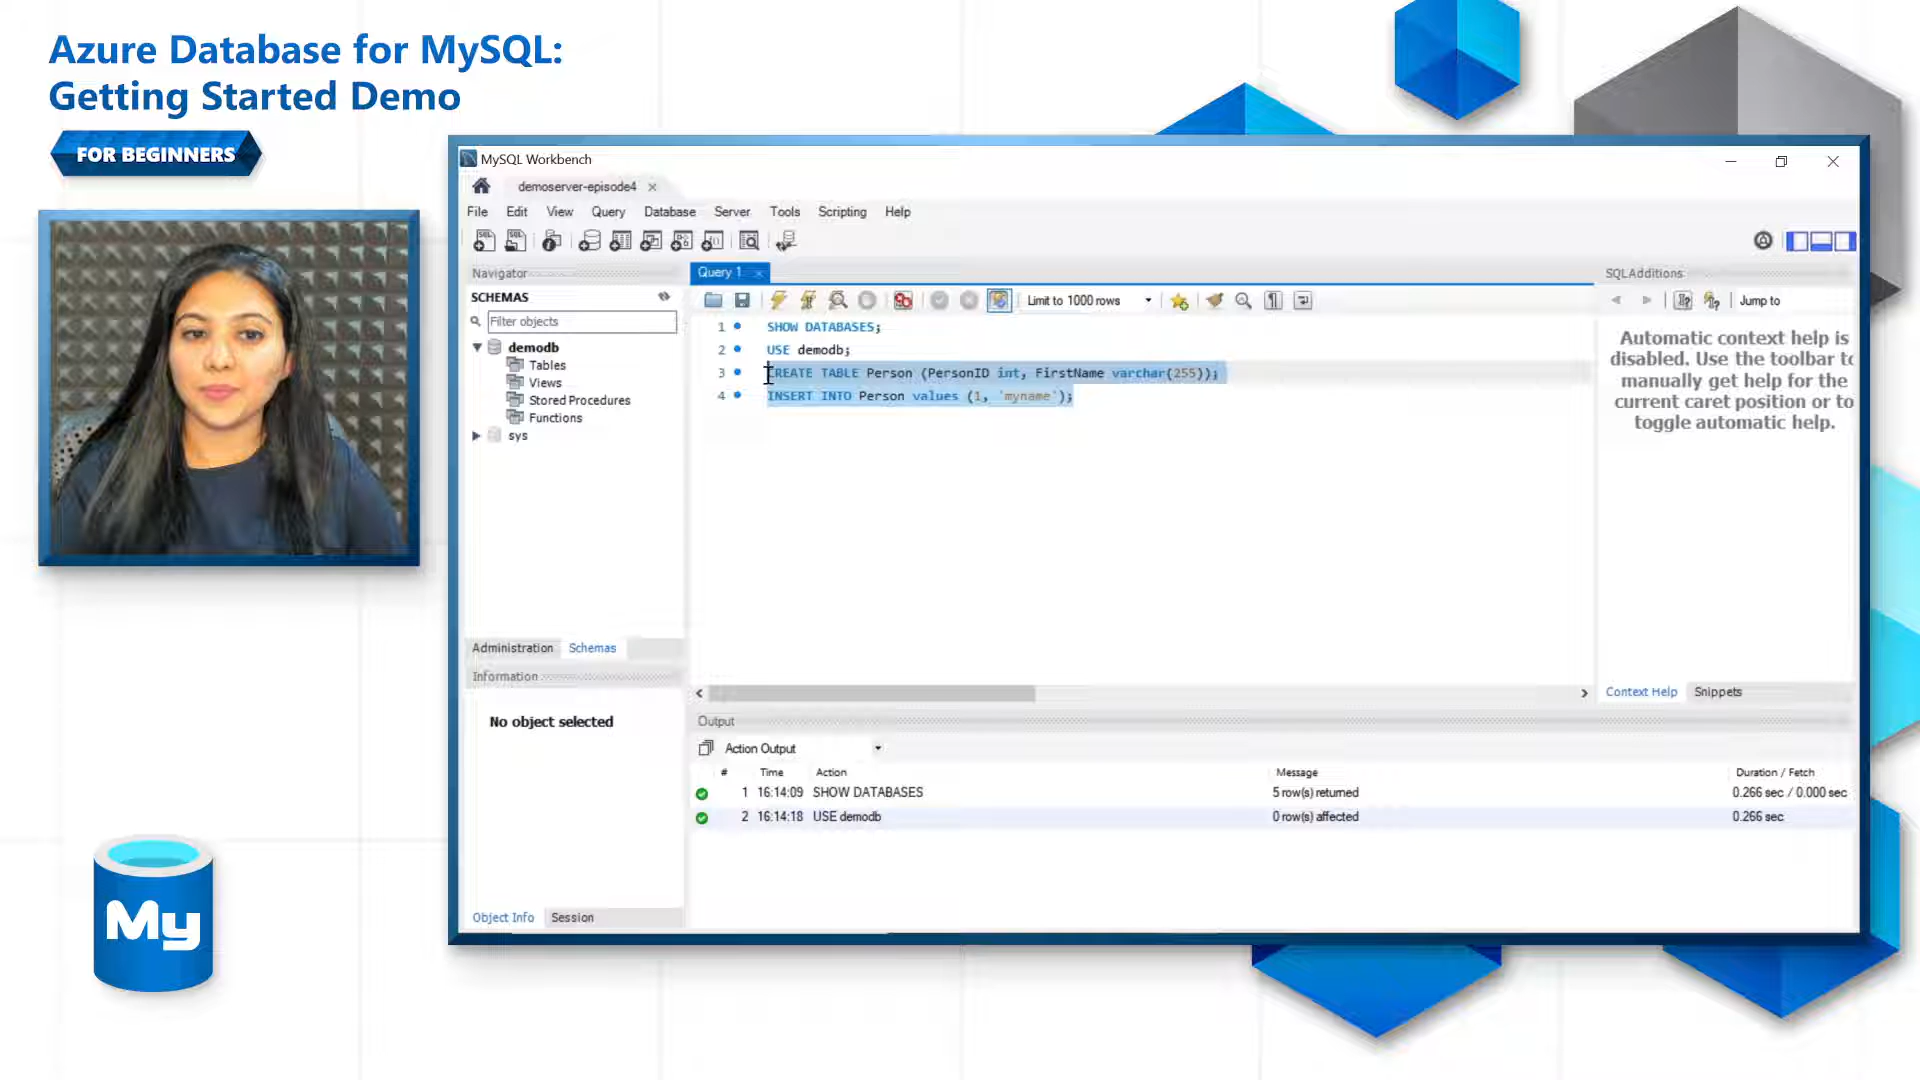 Azure Database for MySQL:
Getting Started Demo
FOR BEGINNERS
MySQL Workbench
demoserver-episode4
File Edit View Query Database Server Tools Scripting Help
Navigator
SCHEMAS
Filter objects
demodb
Tables
Views
Stored Procedures
Functions
sys
Administration Schemas
Information
No object selected
Object Info Session
Query 1
Limit to 1000 rows
1 SHOW DATABASES;
2 USE demodb;
3 CREATE TABLE Person (PersonID int, FirstName varchar(255));
4 INSERT INTO Person values (1, 'myname');
SQLAdditions
Jump to
Automatic context help is
disabled. Use the toolbar to
manually get help for the
current caret position or to
toggle automatic help.
Context Help Snippets
Output
Action Output
# Time Action Message Duration / Fetch
1 16:14:09 SHOW DATABASES 5 row(s) returned 0.266 sec / 0.000 sec
2 16:14:18 USE demodb 0 row(s) affected 0.266 sec
My